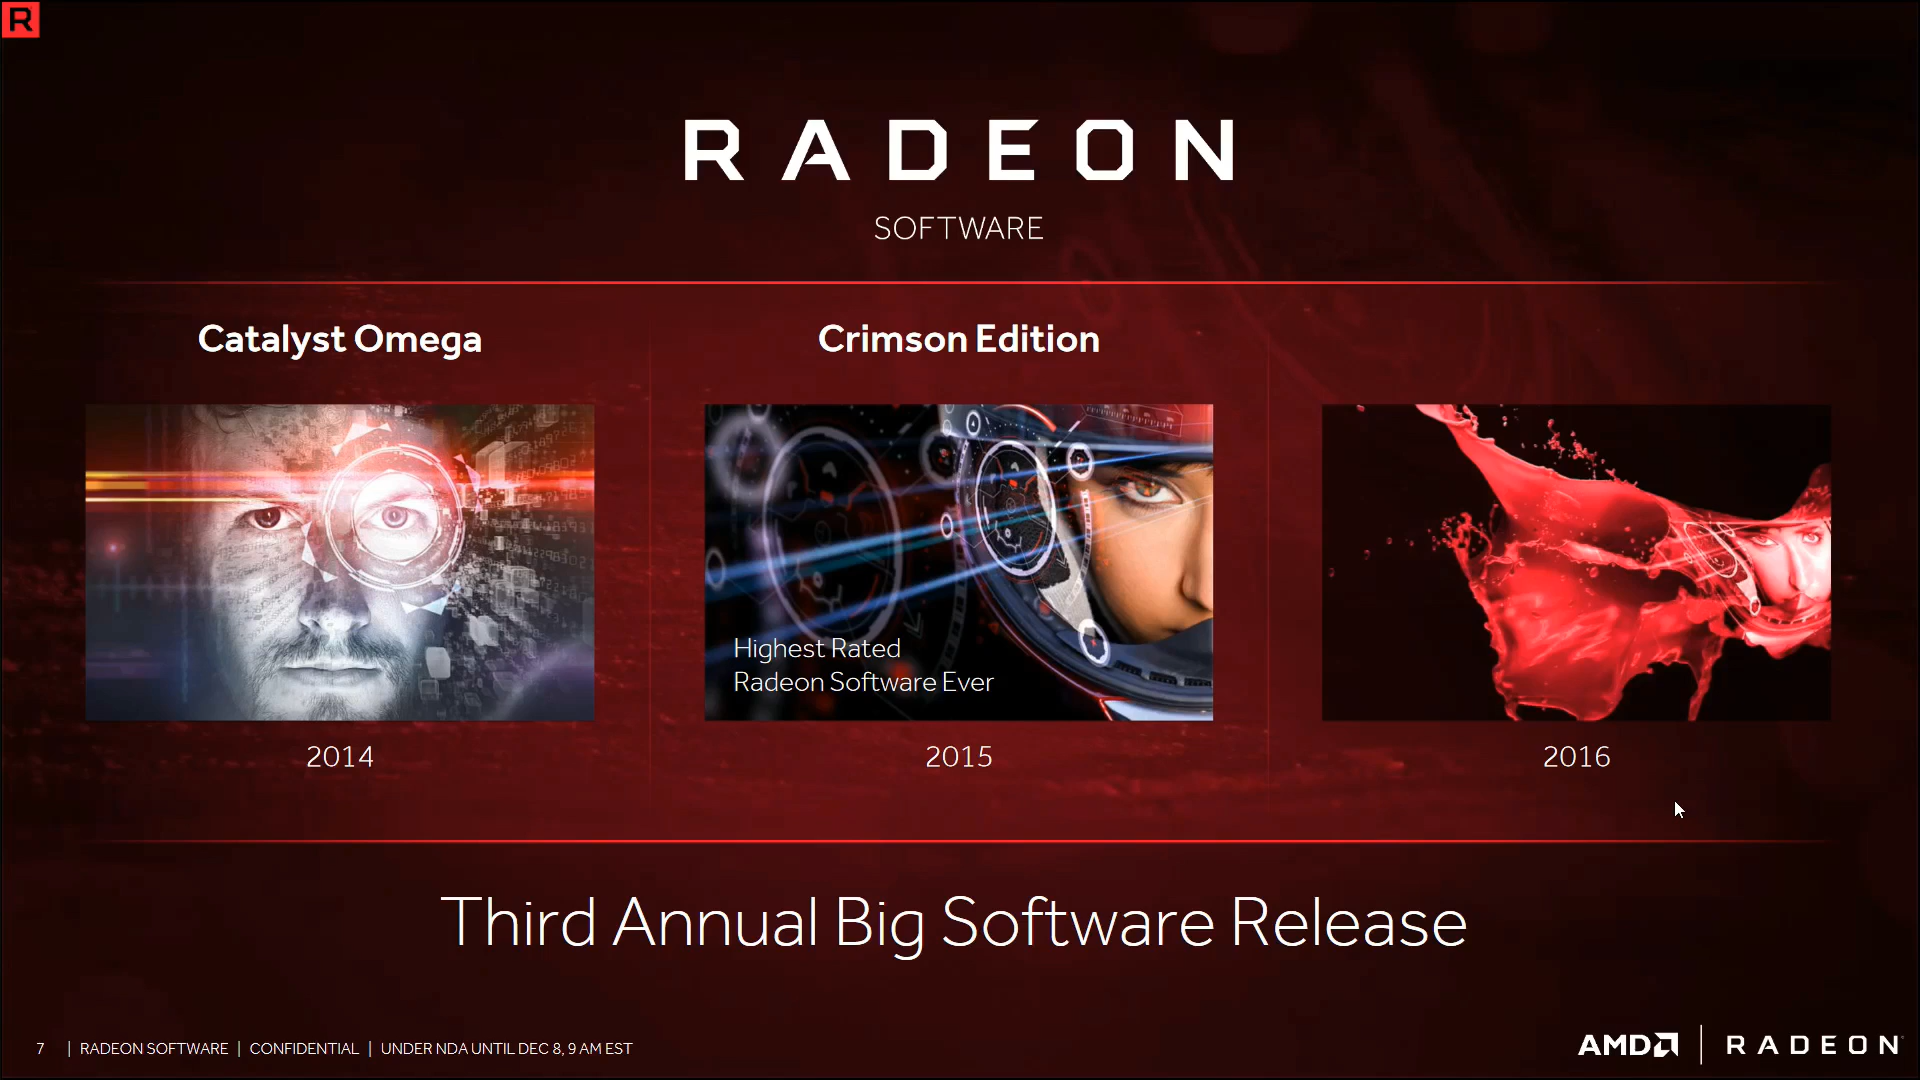 R
RADEON
SOFTWARE
Catalyst Omega
Crimson Edition
Highest Rated
Radeon Software Ever
2014
2015
2016
Third Annual Big Software Release
7 | RADEON SOFTWARE | CONFIDENTIAL | UNDER NDA UNTIL DEC 8, 9 AM EST
AMD | RADEON